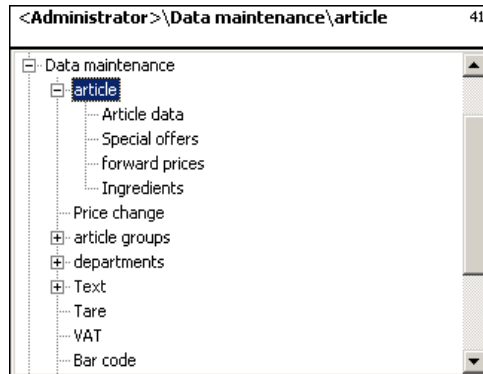 <Administrator>\Data maintenance\article 41
Data maintenance
article
Article data
Special offers
forward prices
Ingredients
Price change
article groups
departments
Text
Tare
VAT
Bar code